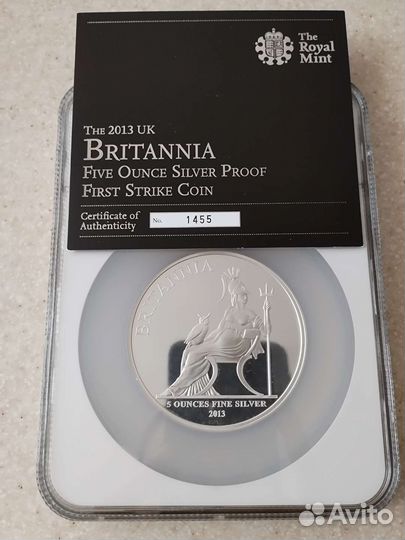 The
Royal
Mint
THE 2013 UK
BRITANNIA
FIVE OUNCE SILVER PROOF
FIRST STRIKE COIN
Certificate of
Authenticity
No. 1455
BRITANNIA
5 OUNCES FINE SILVER
2013
Avito